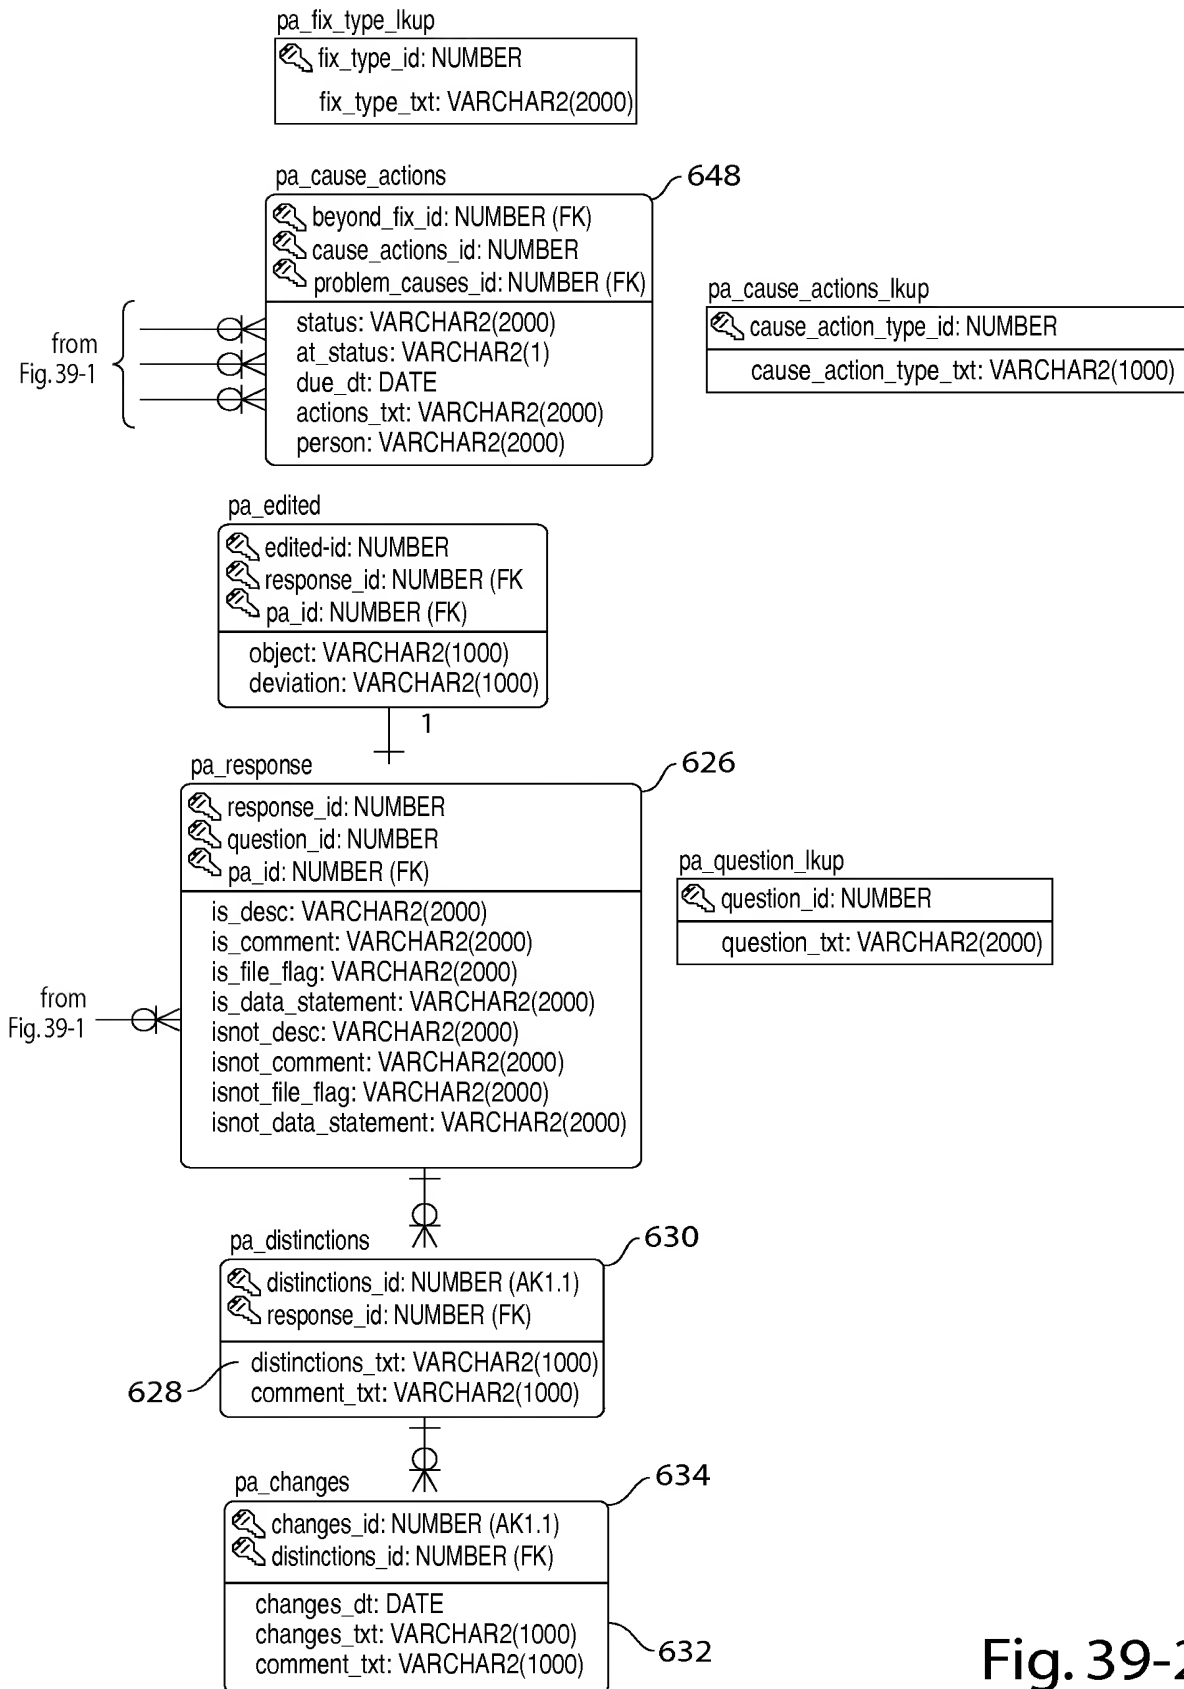 pa_fix_type_lkup
fix_type_id: NUMBER
fix_type_txt: VARCHAR2(2000)
pa_cause_actions
648
beyond_fix_id: NUMBER (FK)
cause_actions_id: NUMBER
problem_causes_id: NUMBER (FK)
status: VARCHAR2(2000)
at_status: VARCHAR2(1)
due_dt: DATE
actions_txt: VARCHAR2(2000)
person: VARCHAR2(2000)
from
Fig. 39-1
pa_cause_actions_lkup
cause_action_type_id: NUMBER
cause_action_type_txt: VARCHAR2(1000)
pa_edited
edited-id: NUMBER
response_id: NUMBER (FK
pa_id: NUMBER (FK)
object: VARCHAR2(1000)
deviation: VARCHAR2(1000)
1
pa_response
626
response_id: NUMBER
question_id: NUMBER
pa_id: NUMBER (FK)
is_desc: VARCHAR2(2000)
is_comment: VARCHAR2(2000)
is_file_flag: VARCHAR2(2000)
is_data_statement: VARCHAR2(2000)
isnot_desc: VARCHAR2(2000)
isnot_comment: VARCHAR2(2000)
isnot_file_flag: VARCHAR2(2000)
isnot_data_statement: VARCHAR2(2000)
from
Fig. 39-1
pa_question_lkup
question_id: NUMBER
question_txt: VARCHAR2(2000)
pa_distinctions
630
distinctions_id: NUMBER (AK1.1)
response_id: NUMBER (FK)
distinctions_txt: VARCHAR2(1000)
comment_txt: VARCHAR2(1000)
628
pa_changes
634
changes_id: NUMBER (AK1.1)
distinctions_id: NUMBER (FK)
changes_dt: DATE
changes_txt: VARCHAR2(1000)
comment_txt: VARCHAR2(1000)
632
Fig. 39-2